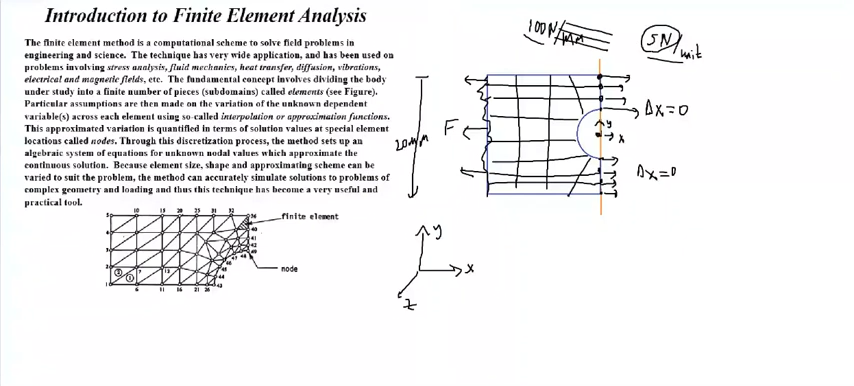 Introduction to Finite Element Analysis
The finite element method is a computational scheme to solve field problems in
engineering and science. The technique has very wide application, and has been used on
problems involving stress analysis, fluid mechanics, heat transfer, diffusion, vibrations,
electrical and magnetic fields, etc. The fundamental concept involves dividing the body
under study into a finite number of pieces (subdomains) called elements (see Figure).
Particular assumptions are then made on the variation of the unknown dependent
variable(s) across each element using so-called interpolation or approximation functions.
This approximated variation is quantified in terms of solution values at special element
locations called nodes. Through this discretization process, the method sets up an
algebraic system of equations for unknown nodal values which approximate the
continuous solution. Because element size, shape and approximating scheme can be
varied to suit the problem, the method can accurately simulate solutions to problems of
complex geometry and loading and thus this technique has become a very useful and
practical tool.
finite element
node
100N/mm
5N/unit
Δx=0
F
20mm
y
x
Δx=0
y
x
z